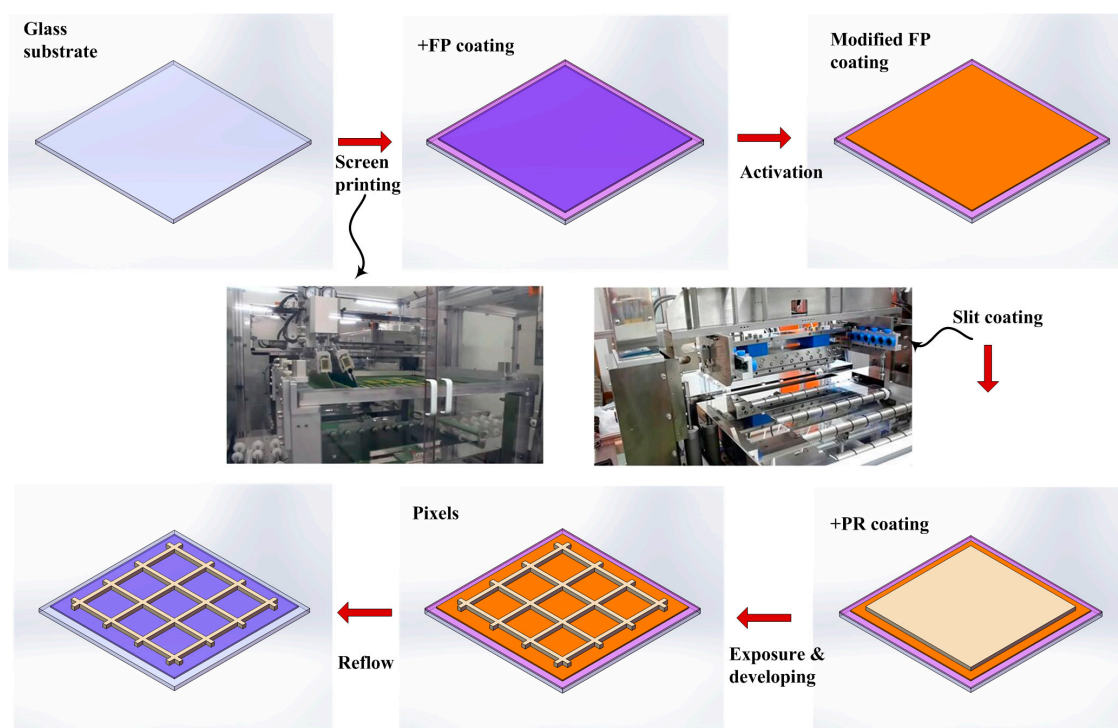 Glass
substrate
+FP coating
Modified FP
coating
Screen
printing
Activation
Slit coating
+PR coating
Exposure &
developing
Pixels
Reflow